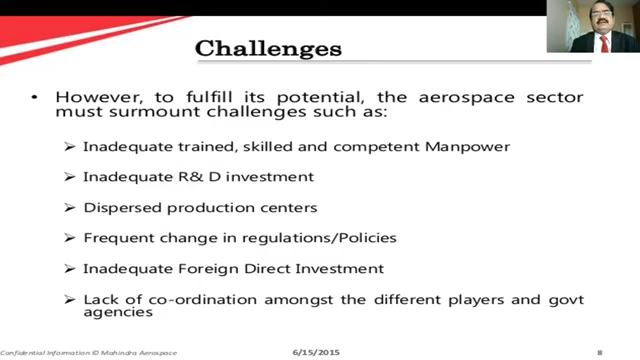 Challenges
• However, to fulfill its potential, the aerospace sector
must surmount challenges such as:
➢ Inadequate trained, skilled and competent Manpower
➢ Inadequate R& D investment
➢ Dispersed production centers
➢ Frequent change in regulations/Policies
➢ Inadequate Foreign Direct Investment
➢ Lack of co-ordination amongst the different players and govt
agencies
Confidential Information © Mahindra Aerospace
6/15/2015
8